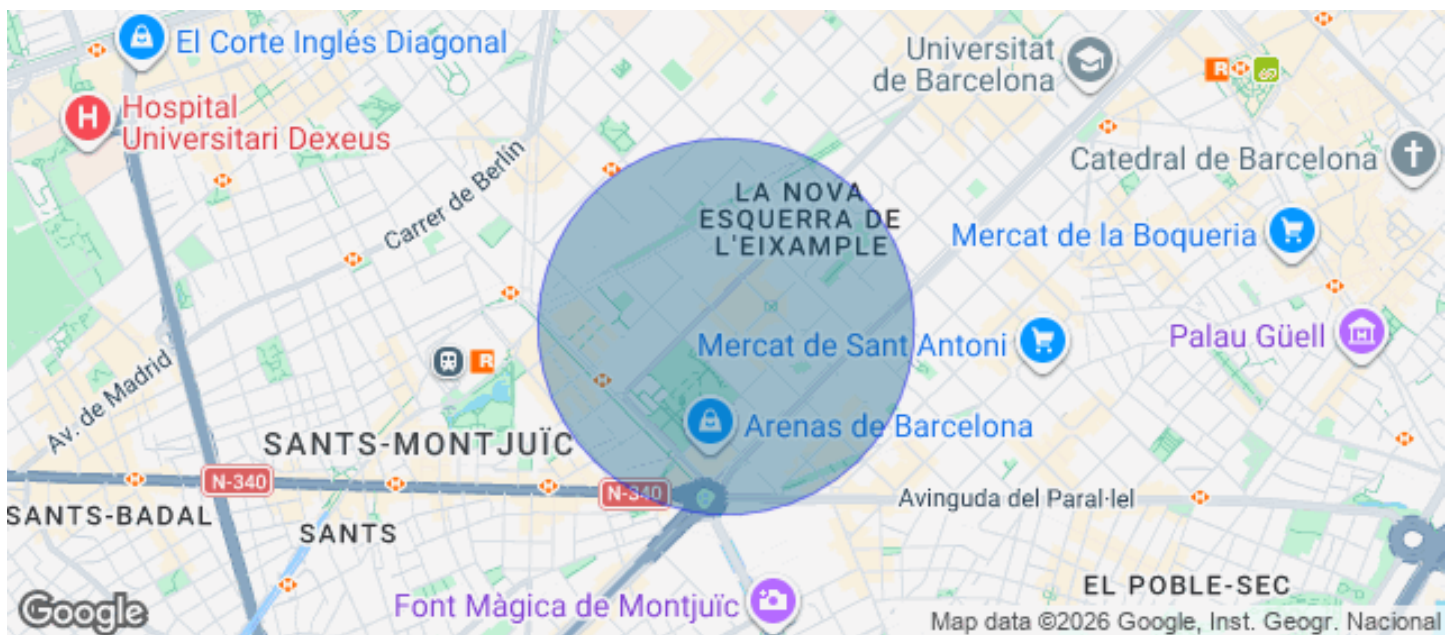 El Corte Inglés Diagonal
Universitat
de Barcelona
R
H
Hospital
Universitari Dexeus
Catedral de Barcelona
Carrer de Berlín
LA NOVA
ESQUERRA DE
L'EIXAMPLE
Mercat de la Boqueria
Mercat de Sant Antoni
Palau Güell
R
Av. de Madrid
Arenas de Barcelona
SANTS-MONTJUÏC
N-340
N-340
Avinguda del Paral·lel
SANTS-BADAL
SANTS
EL POBLE-SEC
Font Màgica de Montjuïc
Google
Map data ©2026 Google, Inst. Geogr. Nacional